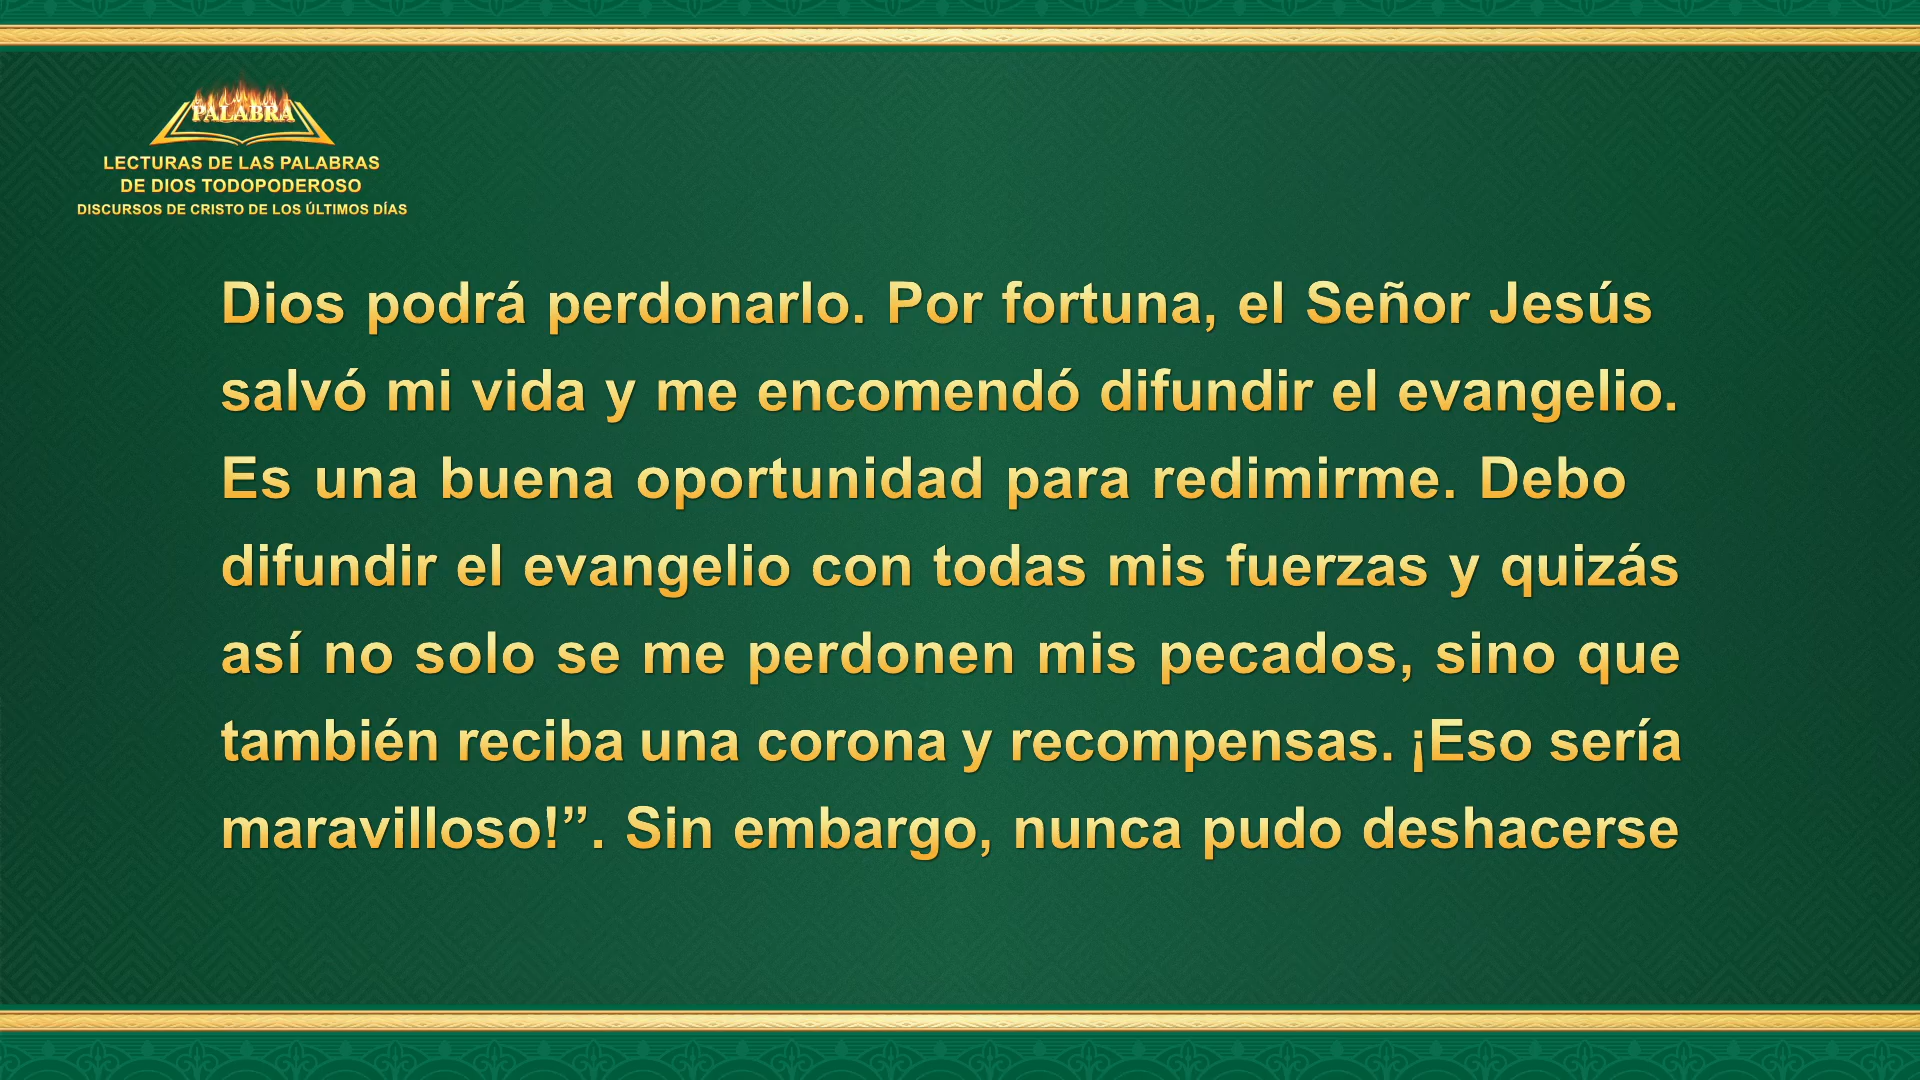 PALABRA
LECTURAS DE LAS PALABRAS
DE DIOS TODOPODEROSO
DISCURSOS DE CRISTO DE LOS ÚLTIMOS DÍAS
Dios podrá perdonarlo. Por fortuna, el Señor Jesús
salvó mi vida y me encomendó difundir el evangelio.
Es una buena oportunidad para redimirme. Debo
difundir el evangelio con todas mis fuerzas y quizás
así no solo se me perdonen mis pecados, sino que
también reciba una corona y recompensas. ¡Eso sería
maravilloso!”. Sin embargo, nunca pudo deshacerse